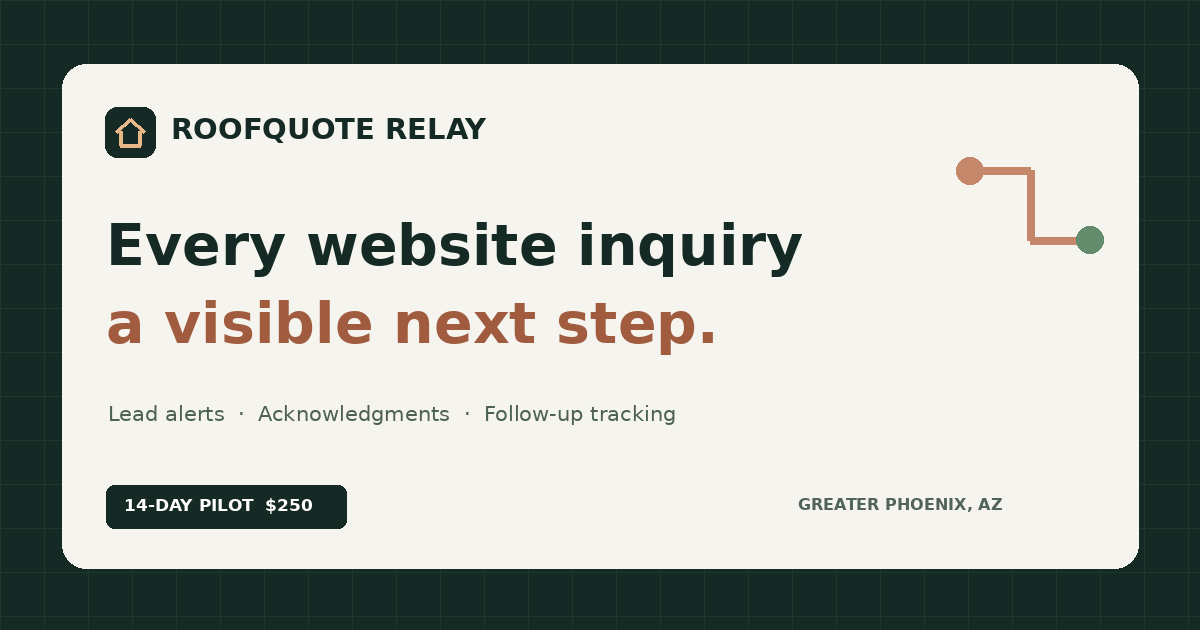 ROOFQUOTE RELAY
Every website inquiry
a visible next step.
Lead alerts · Acknowledgments · Follow-up tracking
14-DAY PILOT $250
GREATER PHOENIX, AZ